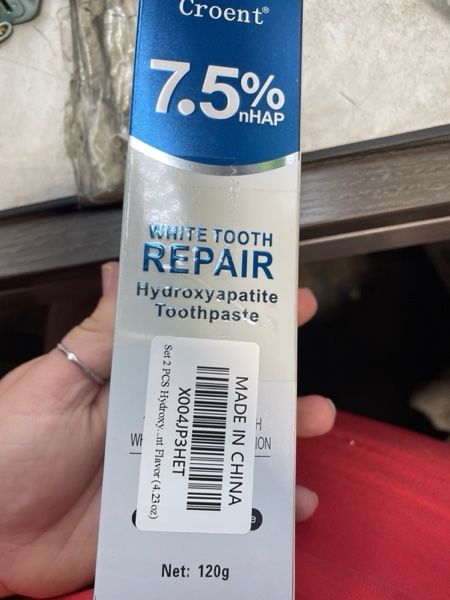 Croent®
7.5%
nHAP
WHITE TOOTH
REPAIR
Hydroxyapatite
Toothpaste
MADE IN CHINA
X004JP3HET
Set 2 PCS Hydroxy...nt Flavor (4.23 oz)
Net: 120g